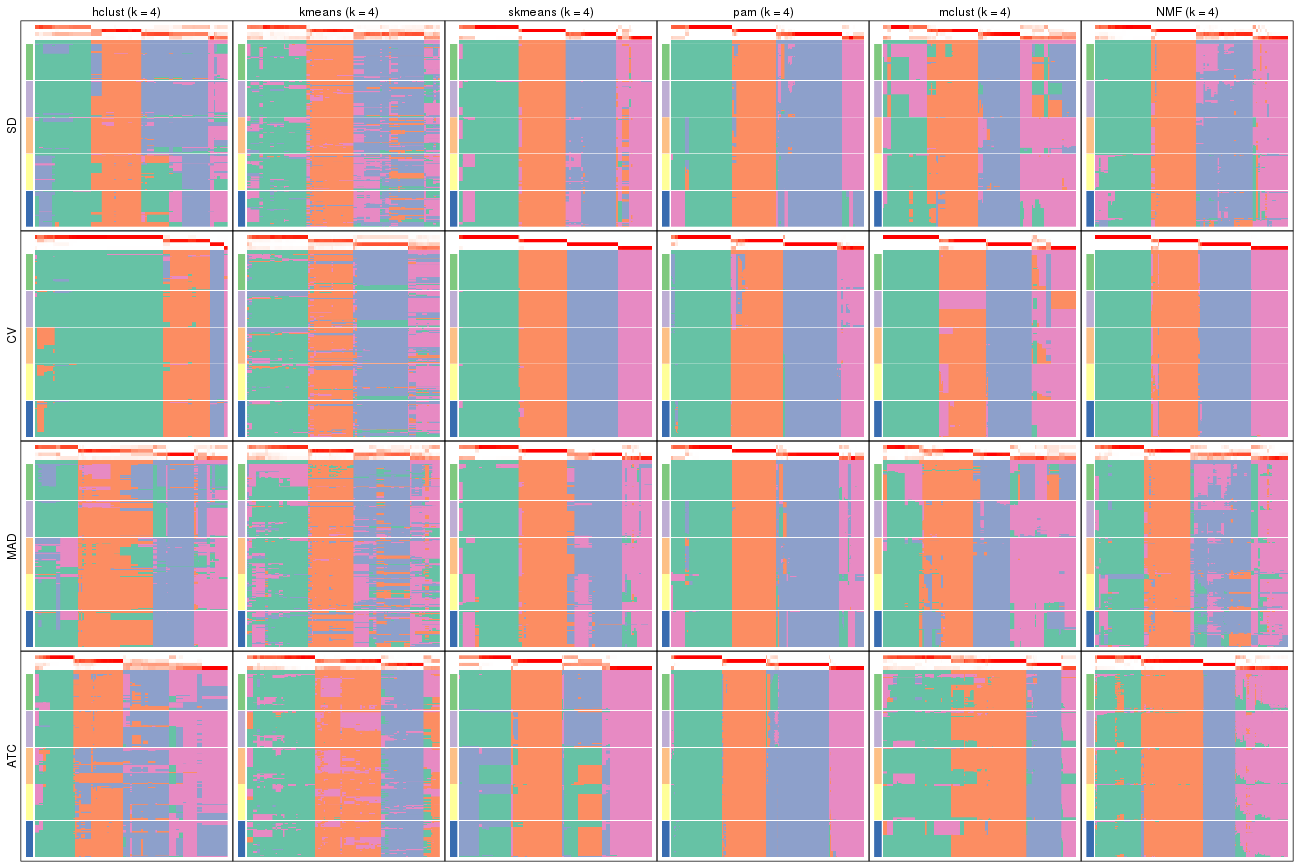 hclust (k = 4) kmeans (k = 4) skmeans (k = 4) pam (k = 4) mclust (k = 4) NMF (k = 4)
SD
CV
MAD
ATC